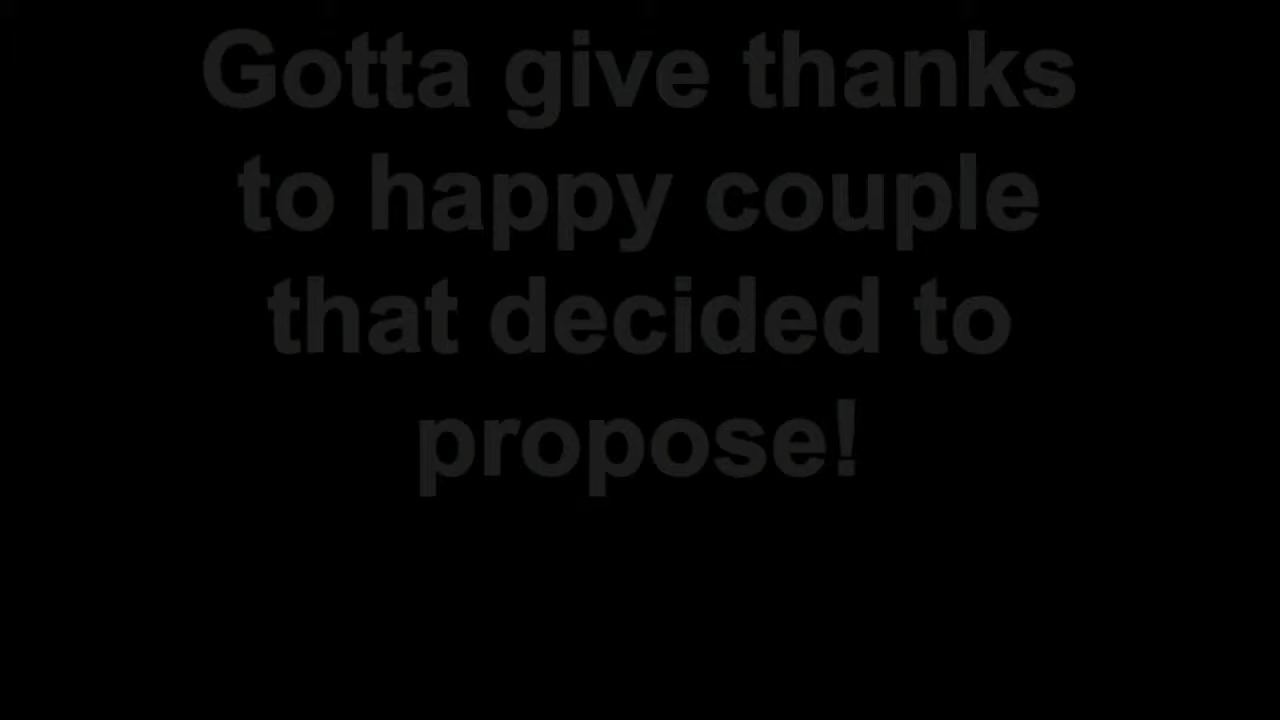 Gotta give thanks
to happy couple
that decided to
propose!